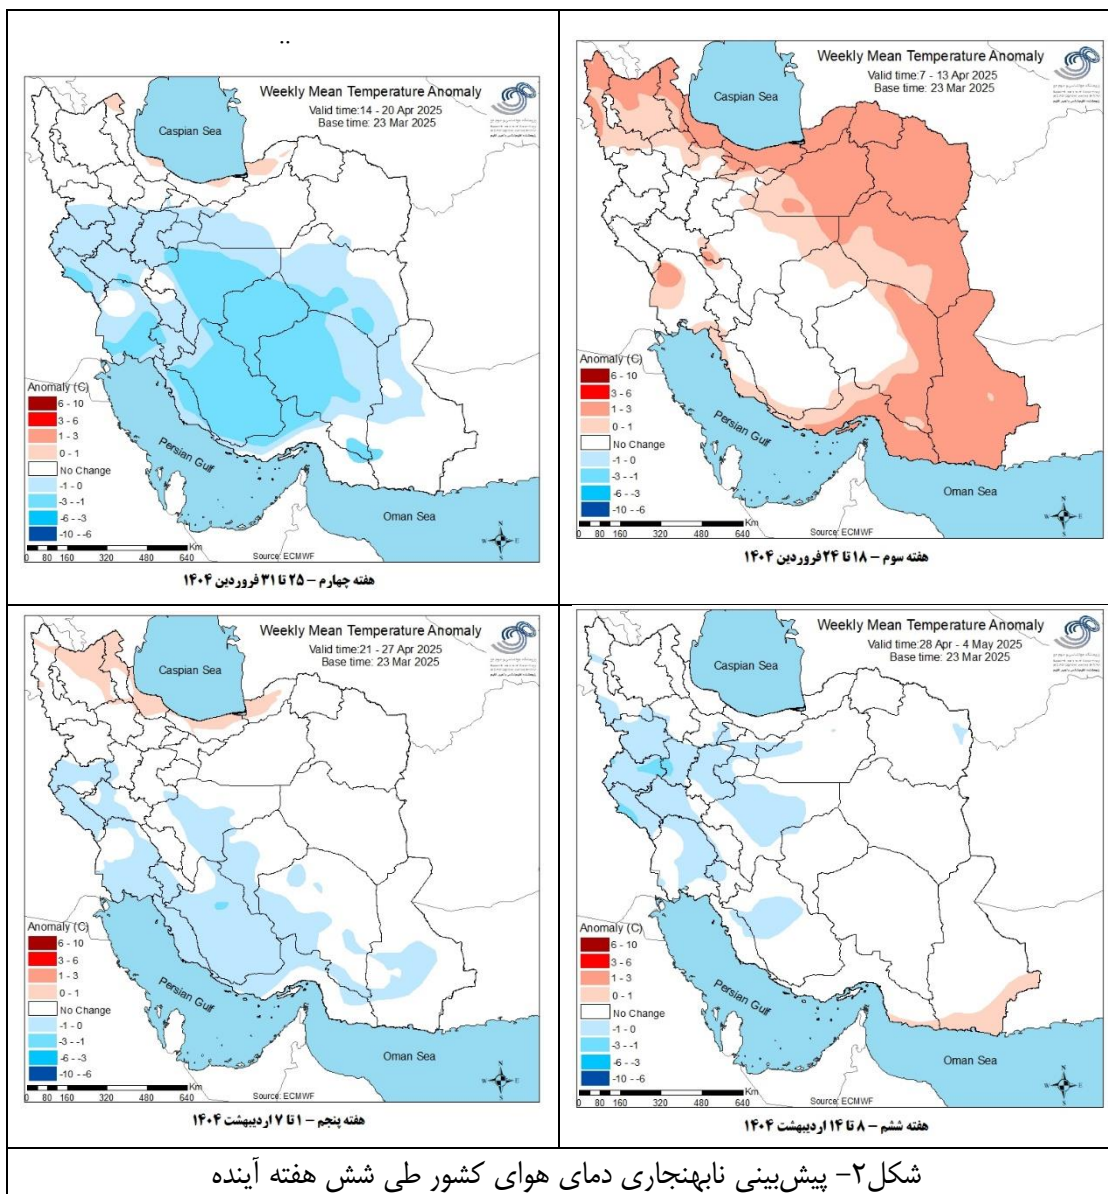 Weekly Mean Temperature Anomaly
Valid time:7 - 13 Apr 2025
Base time: 23 Mar 2025
Caspian Sea
Persian Gulf
Oman Sea
Anomaly (C)
6 - 10
3 - 6
1 - 3
0 - 1
No Change
-1 - 0
-3 - -1
-6 - -3
-10 - -6
N
W E
S
Km
0 80 160 320 480 640
Source: ECMWF
هفته سوم – ۱۸ تا ۲۴ فروردین ۱۴۰۴
..
Weekly Mean Temperature Anomaly
Valid time:14 - 20 Apr 2025
Base time: 23 Mar 2025
Caspian Sea
Persian Gulf
Oman Sea
Anomaly (C)
6 - 10
3 - 6
1 - 3
0 - 1
No Change
-1 - 0
-3 - -1
-6 - -3
-10 - -6
N
W E
S
Km
0 80 160 320 480 640
Source: ECMWF
هفته چهارم – ۲۵ تا ۳۱ فروردین ۱۴۰۴
Weekly Mean Temperature Anomaly
Valid time:21 - 27 Apr 2025
Base time: 23 Mar 2025
Caspian Sea
Persian Gulf
Oman Sea
Anomaly (C)
6 - 10
3 - 6
1 - 3
0 - 1
No Change
-1 - 0
-3 - -1
-6 - -3
-10 - -6
N
W E
S
Km
0 80 160 320 480 640
Source: ECMWF
هفته پنجم – ۱ تا ۷ اردیبهشت ۱۴۰۴
Weekly Mean Temperature Anomaly
Valid time:28 Apr - 4 May 2025
Base time: 23 Mar 2025
Caspian Sea
Persian Gulf
Oman Sea
Anomaly (C)
6 - 10
3 - 6
1 - 3
0 - 1
No Change
-1 - 0
-3 - -1
-6 - -3
-10 - -6
N
W E
S
Km
0 80 160 320 480 640
Source: ECMWF
هفته ششم – ۸ تا ۱۴ اردیبهشت ۱۴۰۴
شکل۲- پیش‌بینی نابهنجاری دمای هوای کشور طی شش هفته آینده